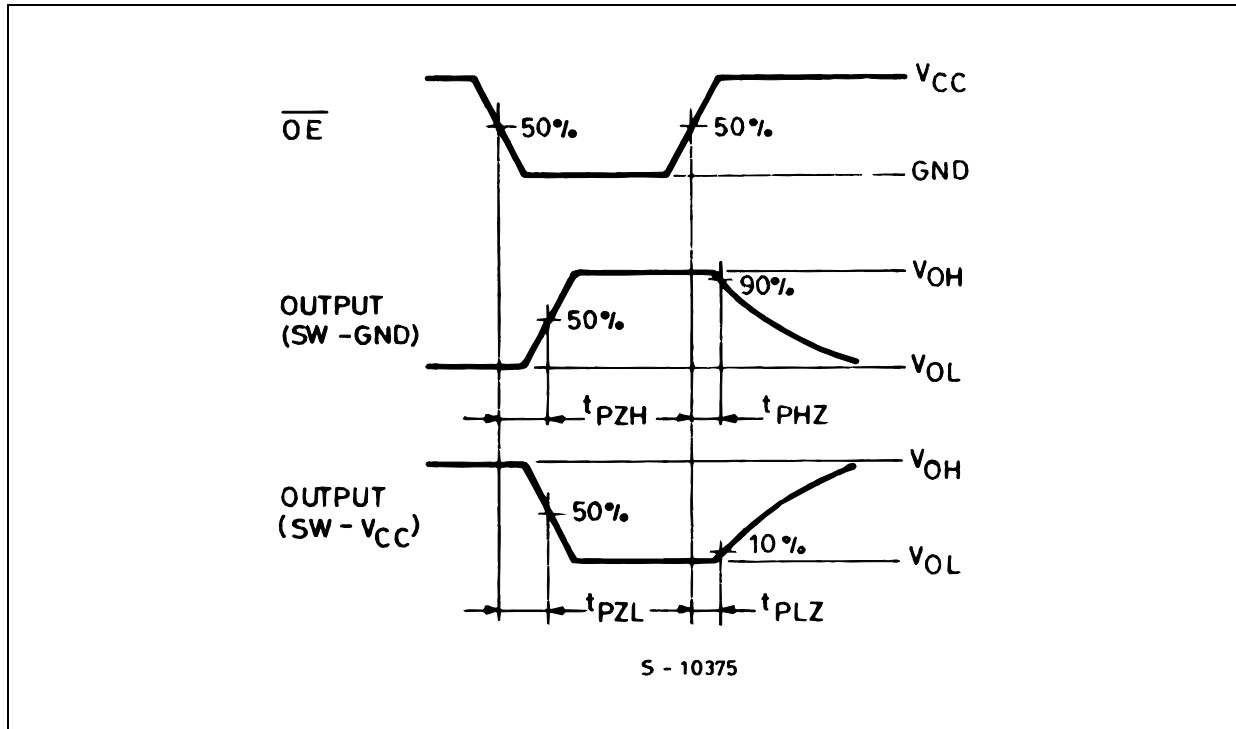 VCC
OE
50%
50%
GND
VOH
90%
OUTPUT
(SW - GND)
50%
VOL
tPZH
tPHZ
VOH
OUTPUT
(SW - VCC)
50%
10%
VOL
tPZL
tPLZ
S - 10375